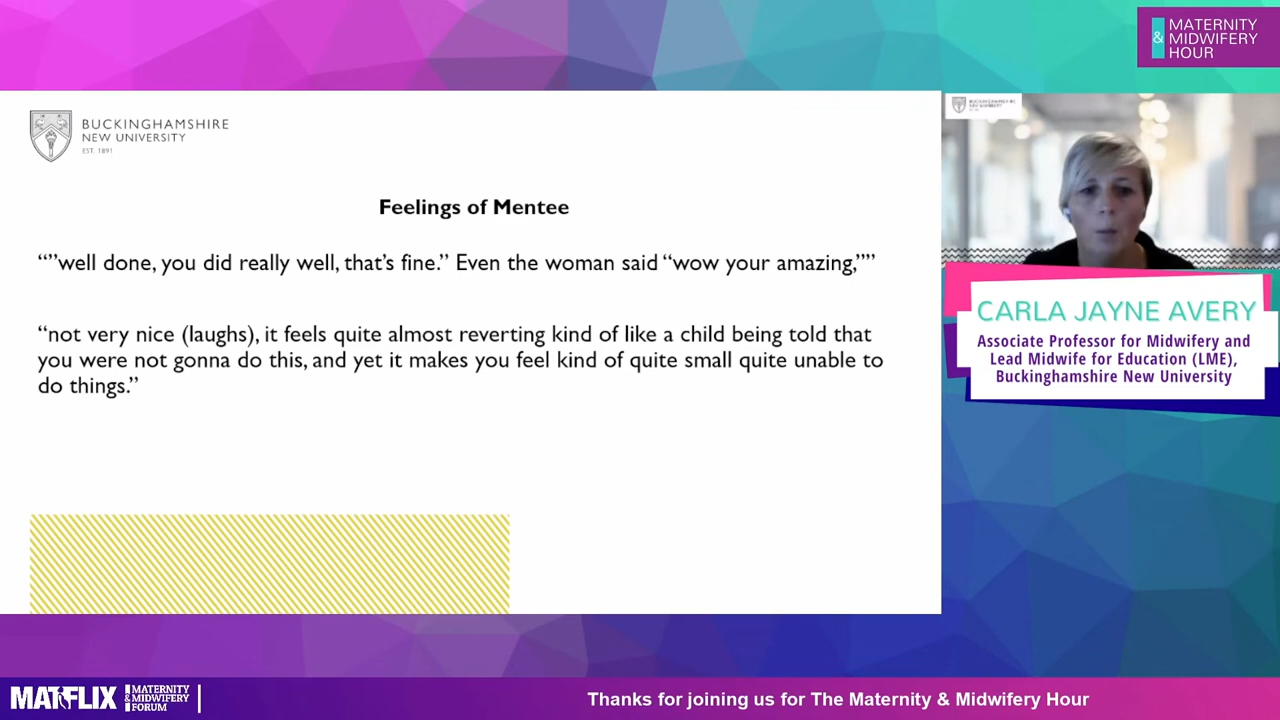 MATERNITY
& MIDWIFERY
HOUR
BUCKINGHAMSHIRE
NEW UNIVERSITY
EST. 1891
Feelings of Mentee
“”well done, you did really well, that’s fine.” Even the woman said “wow your amazing,””
“not very nice (laughs), it feels quite almost reverting kind of like a child being told that
you were not gonna do this, and yet it makes you feel kind of quite small quite unable to
do things.”
CARLA JAYNE AVERY
Associate Professor for Midwifery and
Lead Midwife for Education (LME),
Buckinghamshire New University
MATFLIX
MATERNITY
& MIDWIFERY
FORUM
Thanks for joining us for The Maternity & Midwifery Hour